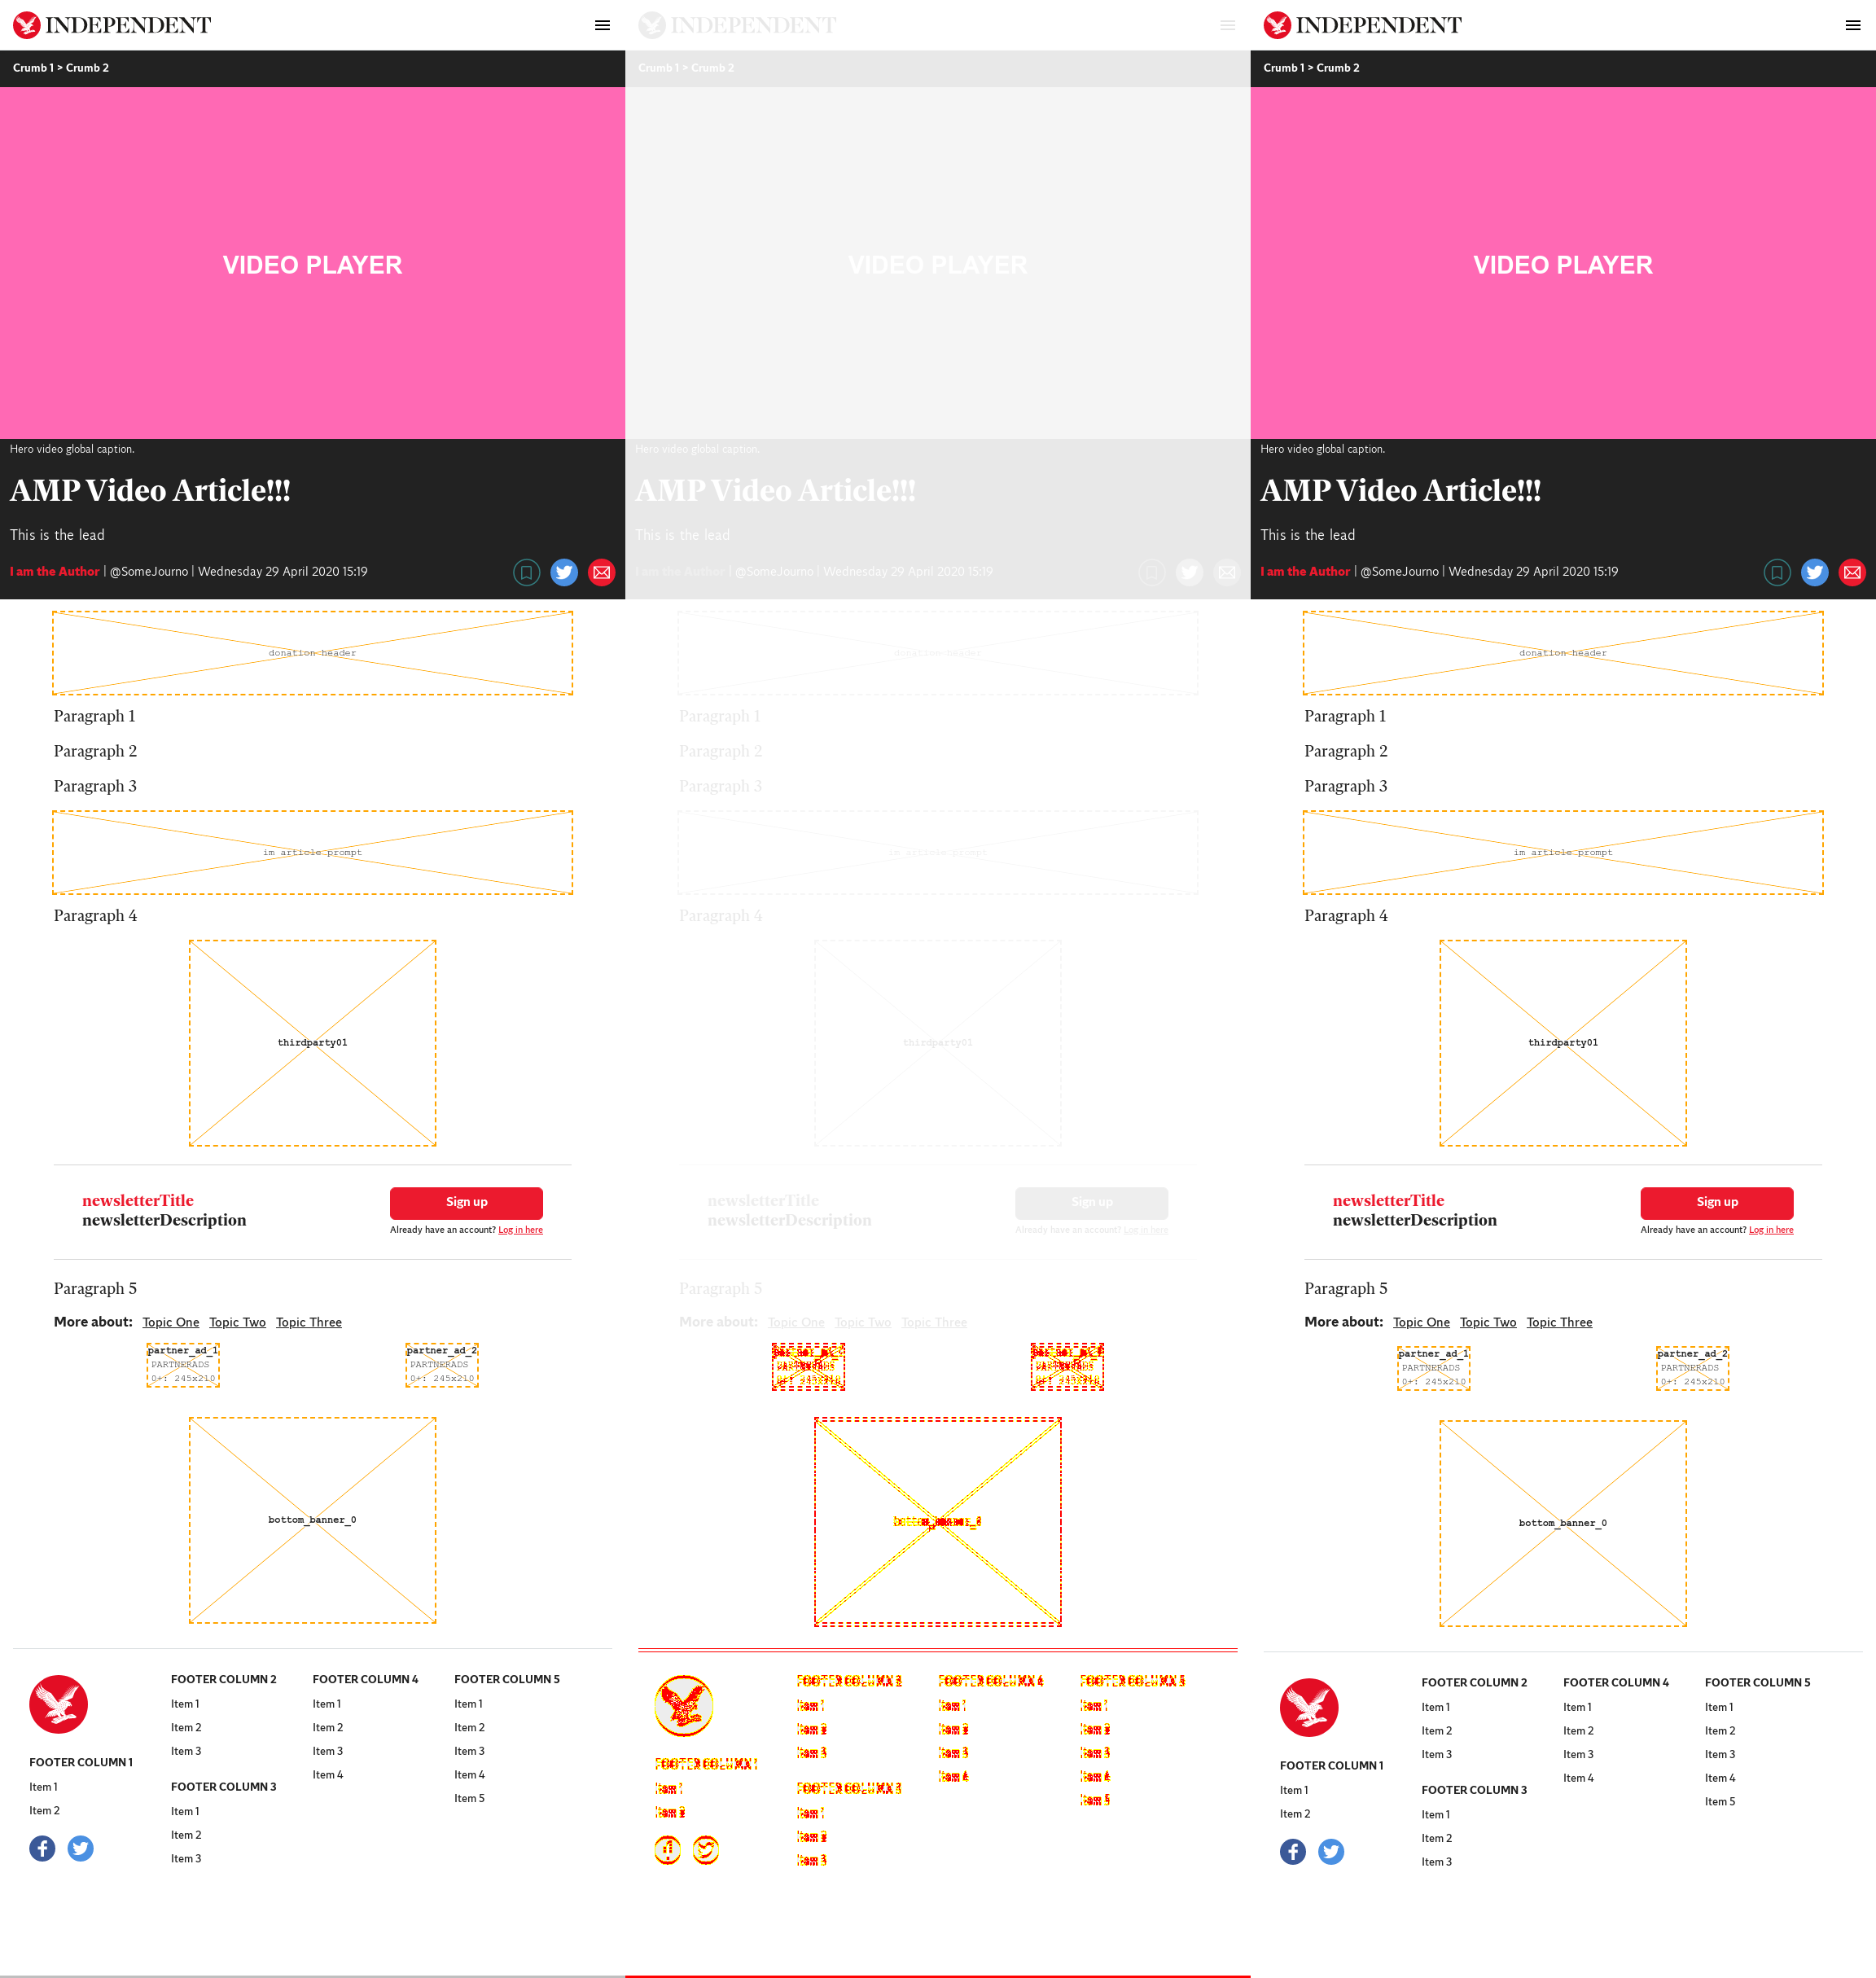 INDEPENDENT
Crumb 1 > Crumb 2
VIDEO PLAYER
Hero video global caption.
AMP Video Article!!!
This is the lead
I am the Author | @SomeJourno | Wednesday 29 April 2020 15:19
donation header
Paragraph 1
Paragraph 2
Paragraph 3
im article prompt
Paragraph 4
thirdparty01
newsletterTitle
newsletterDescription
Sign up
Already have an account? Log in here
Paragraph 5
More about: Topic One Topic Two Topic Three
partner_ad_1
PARTNERADS
0+: 245x210
partner_ad_2
PARTNERADS
0+: 245x210
bottom_banner_0
FOOTER COLUMN 1
Item 1
Item 2
FOOTER COLUMN 2
Item 1
Item 2
Item 3
FOOTER COLUMN 3
Item 1
Item 2
Item 3
FOOTER COLUMN 4
Item 1
Item 2
Item 3
Item 4
FOOTER COLUMN 5
Item 1
Item 2
Item 3
Item 4
Item 5
INDEPENDENT
Crumb 1 > Crumb 2
VIDEO PLAYER
Hero video global caption.
AMP Video Article!!!
This is the lead
I am the Author | @SomeJourno | Wednesday 29 April 2020 15:19
donation header
Paragraph 1
Paragraph 2
Paragraph 3
im article prompt
Paragraph 4
thirdparty01
newsletterTitle
newsletterDescription
Sign up
Already have an account? Log in here
Paragraph 5
More about: Topic One Topic Two Topic Three
INDEPENDENT
Crumb 1 > Crumb 2
VIDEO PLAYER
Hero video global caption.
AMP Video Article!!!
This is the lead
I am the Author | @SomeJourno | Wednesday 29 April 2020 15:19
donation header
Paragraph 1
Paragraph 2
Paragraph 3
im article prompt
Paragraph 4
thirdparty01
newsletterTitle
newsletterDescription
Sign up
Already have an account? Log in here
Paragraph 5
More about: Topic One Topic Two Topic Three
partner_ad_1
PARTNERADS
0+: 245x210
partner_ad_2
PARTNERADS
0+: 245x210
bottom_banner_0
FOOTER COLUMN 1
Item 1
Item 2
FOOTER COLUMN 2
Item 1
Item 2
Item 3
FOOTER COLUMN 3
Item 1
Item 2
Item 3
FOOTER COLUMN 4
Item 1
Item 2
Item 3
Item 4
FOOTER COLUMN 5
Item 1
Item 2
Item 3
Item 4
Item 5